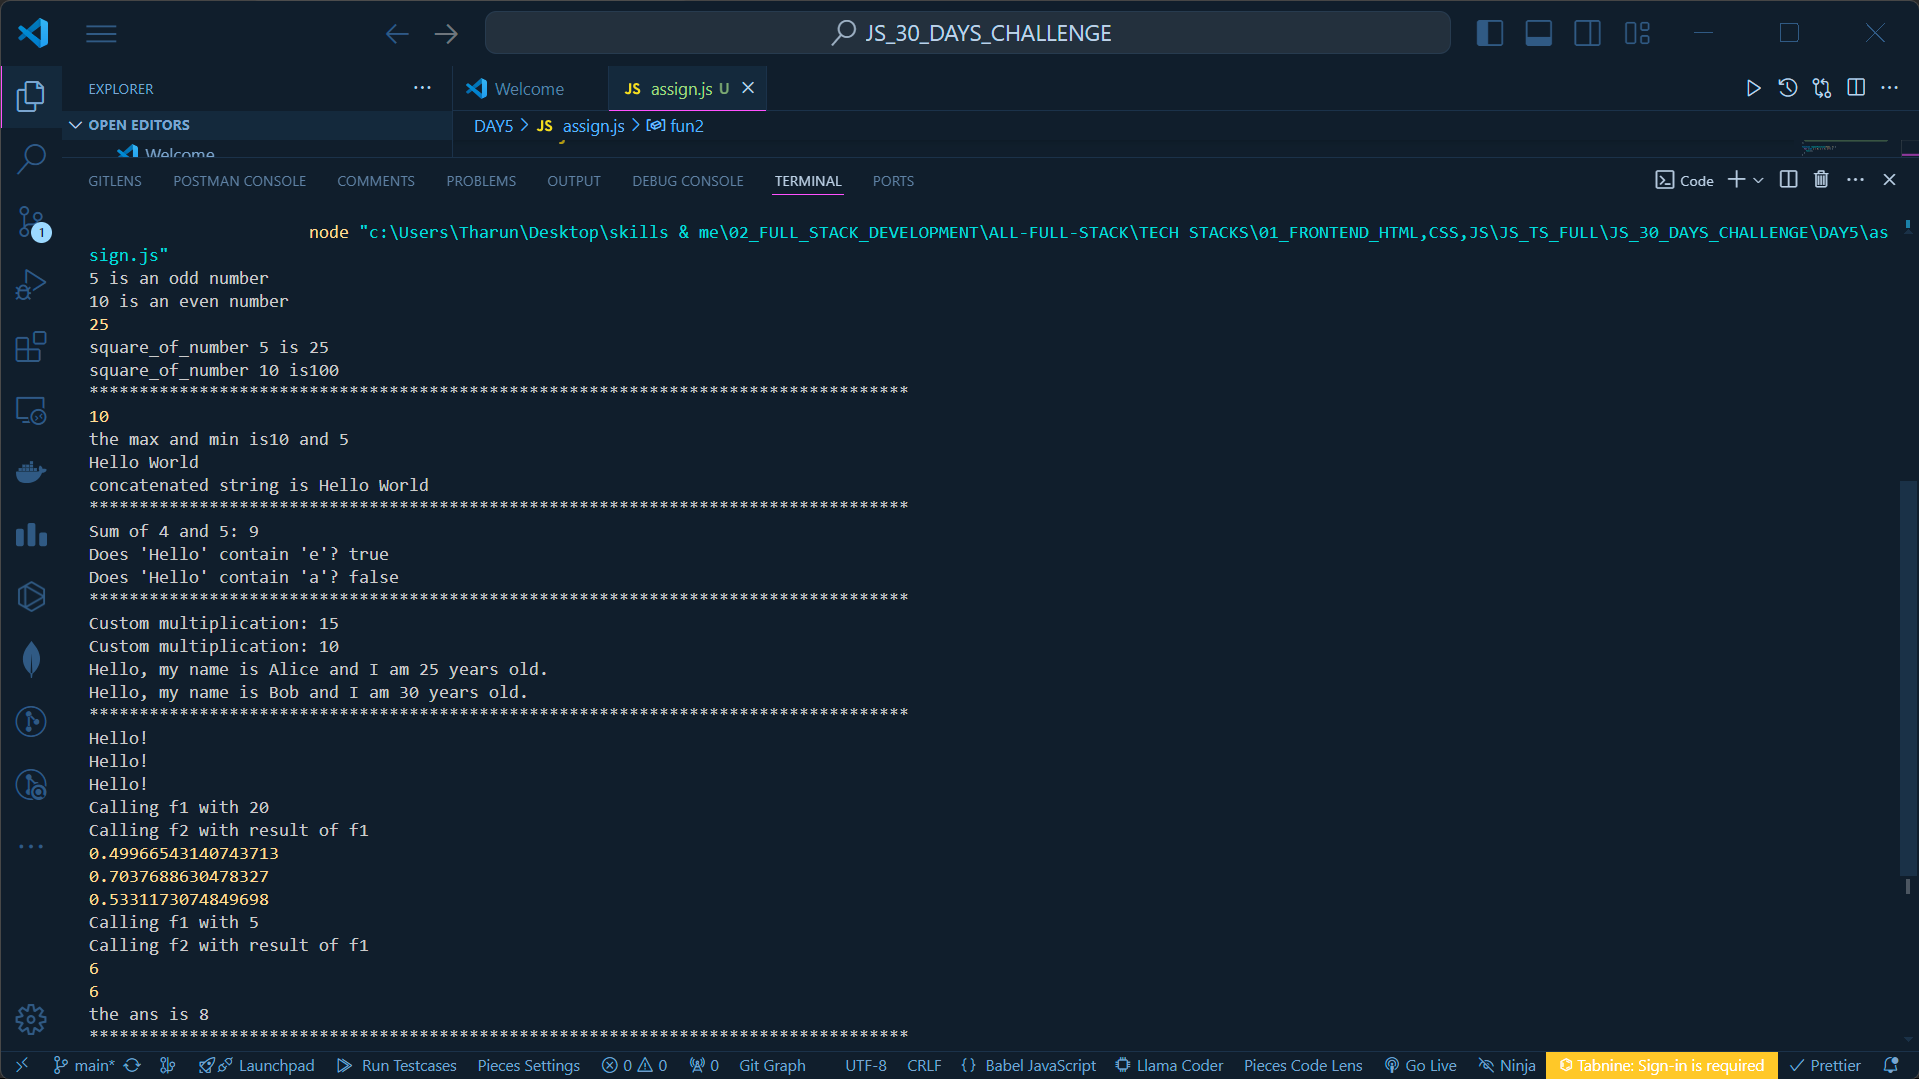 JS_30_DAYS_CHALLENGE
EXPLORER
Welcome
JS assign.js U
OPEN EDITORS
DAY5 > JS assign.js > fun2
Welcome
GITLENS POSTMAN CONSOLE COMMENTS PROBLEMS OUTPUT DEBUG CONSOLE TERMINAL PORTS
Code
node "c:\Users\Tharun\Desktop\skills & me\02_FULL_STACK_DEVELOPMENT\ALL-FULL-STACK\TECH STACKS\01_FRONTEND_HTML,CSS,JS\JS_TS_FULL\JS_30_DAYS_CHALLENGE\DAY5\as
sign.js"
5 is an odd number
10 is an even number
25
square_of_number 5 is 25
square_of_number 10 is100
**********************************************************************************
10
the max and min is10 and 5
Hello World
concatenated string is Hello World
**********************************************************************************
Sum of 4 and 5: 9
Does 'Hello' contain 'e'? true
Does 'Hello' contain 'a'? false
**********************************************************************************
Custom multiplication: 15
Custom multiplication: 10
Hello, my name is Alice and I am 25 years old.
Hello, my name is Bob and I am 30 years old.
**********************************************************************************
Hello!
Hello!
Hello!
Calling f1 with 20
Calling f2 with result of f1
0.49966543140743713
0.7037688630478327
0.5331173074849698
Calling f1 with 5
Calling f2 with result of f1
6
6
the ans is 8
**********************************************************************************
1
main* Launchpad Run Testcases Pieces Settings 0 0 0 Git Graph UTF-8 CRLF {} Babel JavaScript Llama Coder Pieces Code Lens Go Live Ninja Tabnine: Sign-in is required Prettier